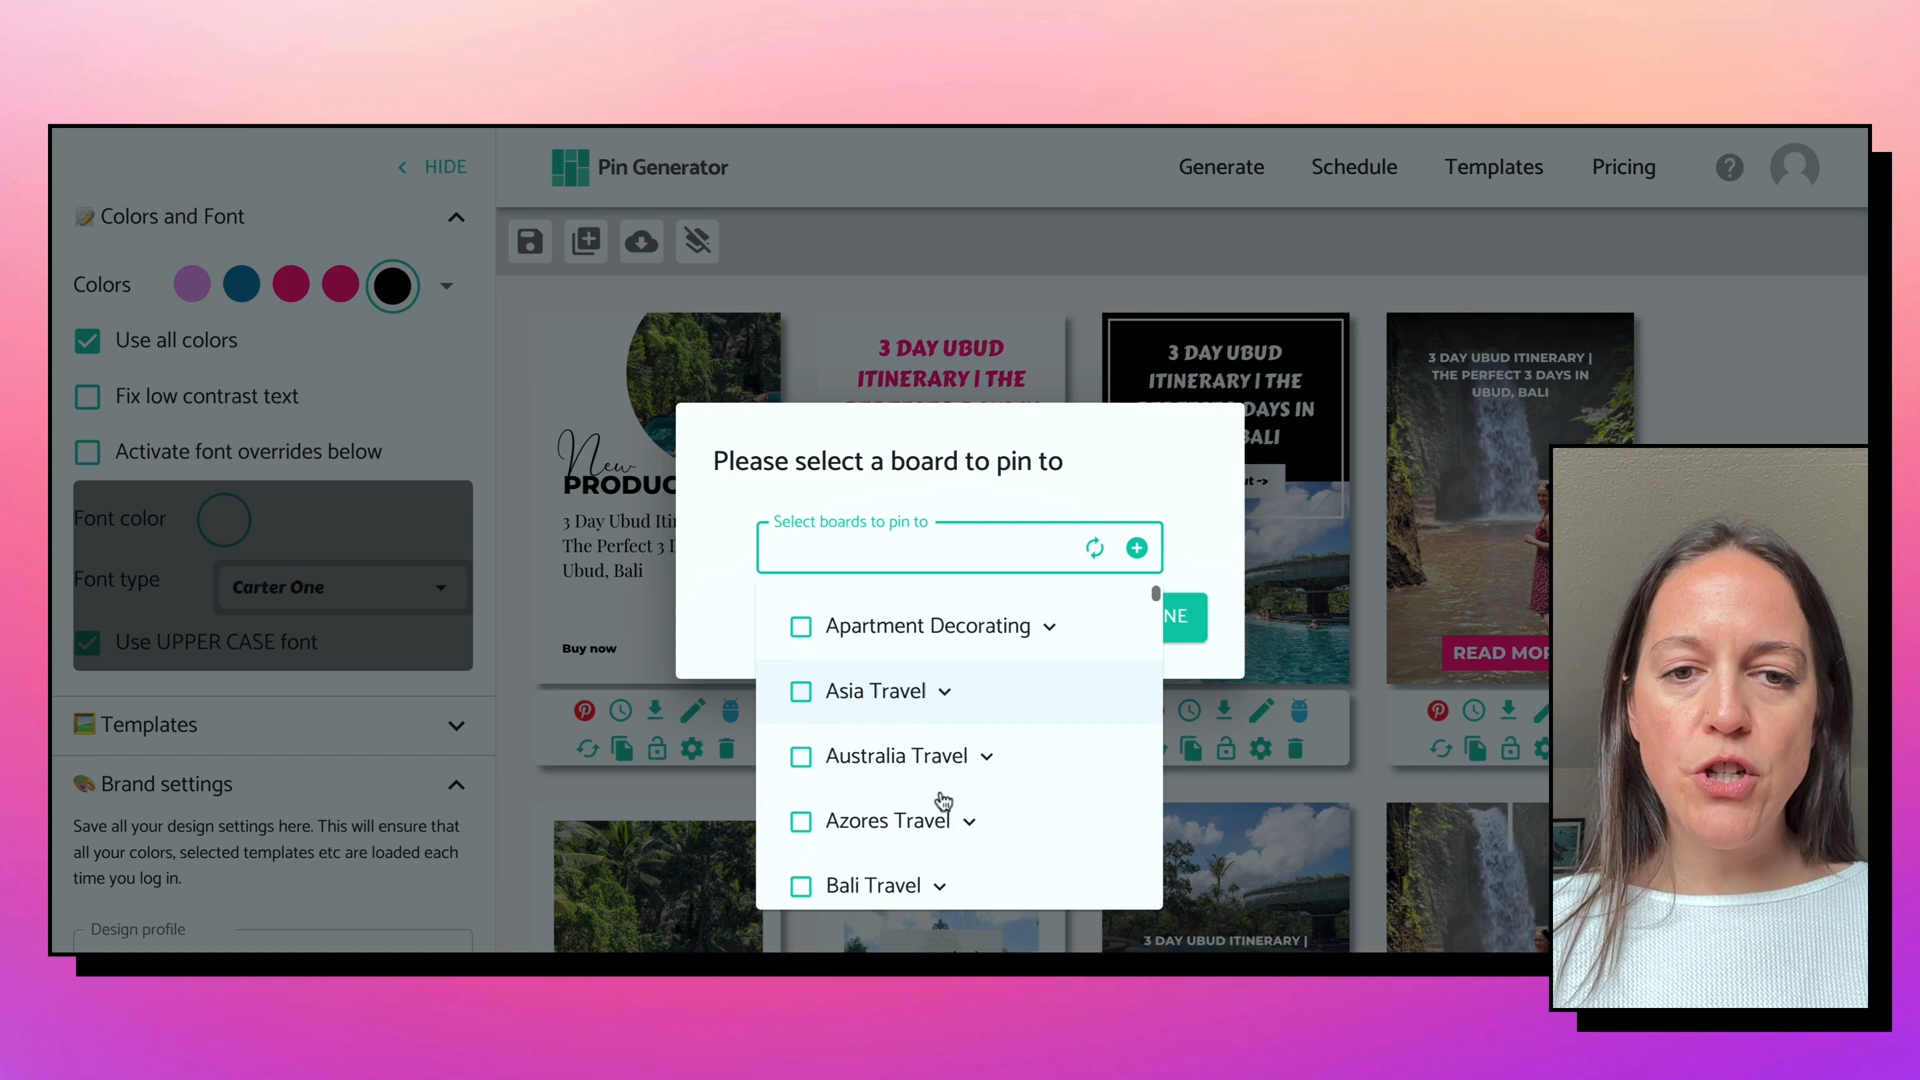 HIDE
Pin Generator
Generate
Schedule
Templates
Pricing
Colors and Font
Colors
Use all colors
Fix low contrast text
Activate font overrides below
Font color
Font type
Carter One
Use UPPER CASE font
Templates
Brand settings
Save all your design settings here. This will ensure that
all your colors, selected templates etc are loaded each
time you log in.
Design profile
New
3 Day Ubud
The Perfect 3
Ubud, Bali
Buy now
3 DAY UBUD
ITINERARY | THE
3 DAY UBUD
ITINERARY | THE
DAYS IN
3 DAY UBUD ITINERARY |
THE PERFECT 3 DAYS IN
UBUD, BALI
READ
Please select a board to pin to
Select boards to pin to
Apartment Decorating
Asia Travel
Australia Travel
Azores Travel
Bali Travel
3 DAY UBUD ITINERARY |